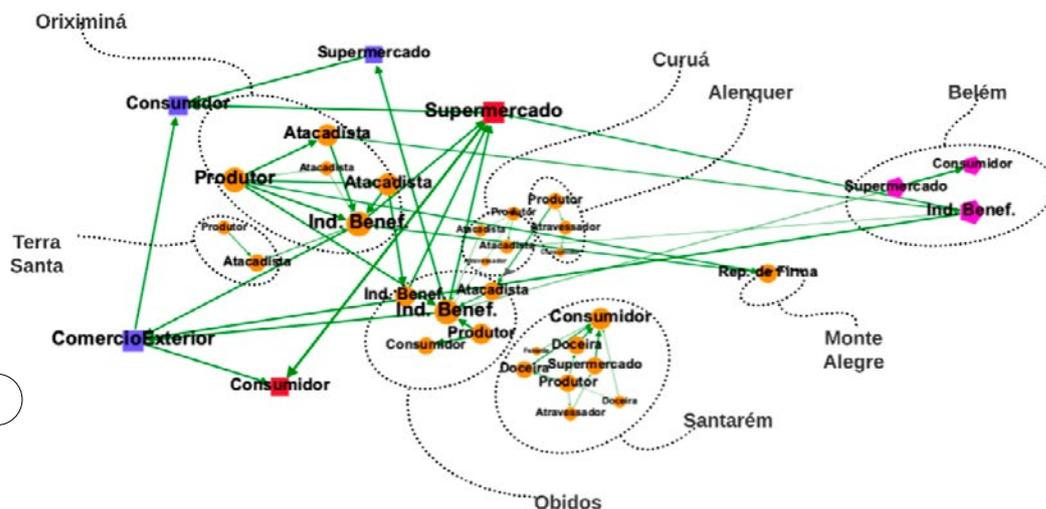 Oriximiná
Supermercado
Curuá
Alenquer
Belém
Consumidor
Supermercado
Atacadista
Consumidor
Atacadista
Produtor
Atacadista
Supermercado
Produtor
Produtor
Ind. Benef.
Ind. Benef.
Produtor
Atacadista
Atravessador
Terra
Santa
Atacadista
Atacadista
Rep. de Firma
Ind. Benef.
Atacadista
Ind. Benef.
Consumidor
ComercioExterior
Produtor
Monte
Alegre
Consumidor
Doceira
Supermercado
Doceira
Produtor
Consumidor
Doceira
Atravessador
Santarém
Obidos